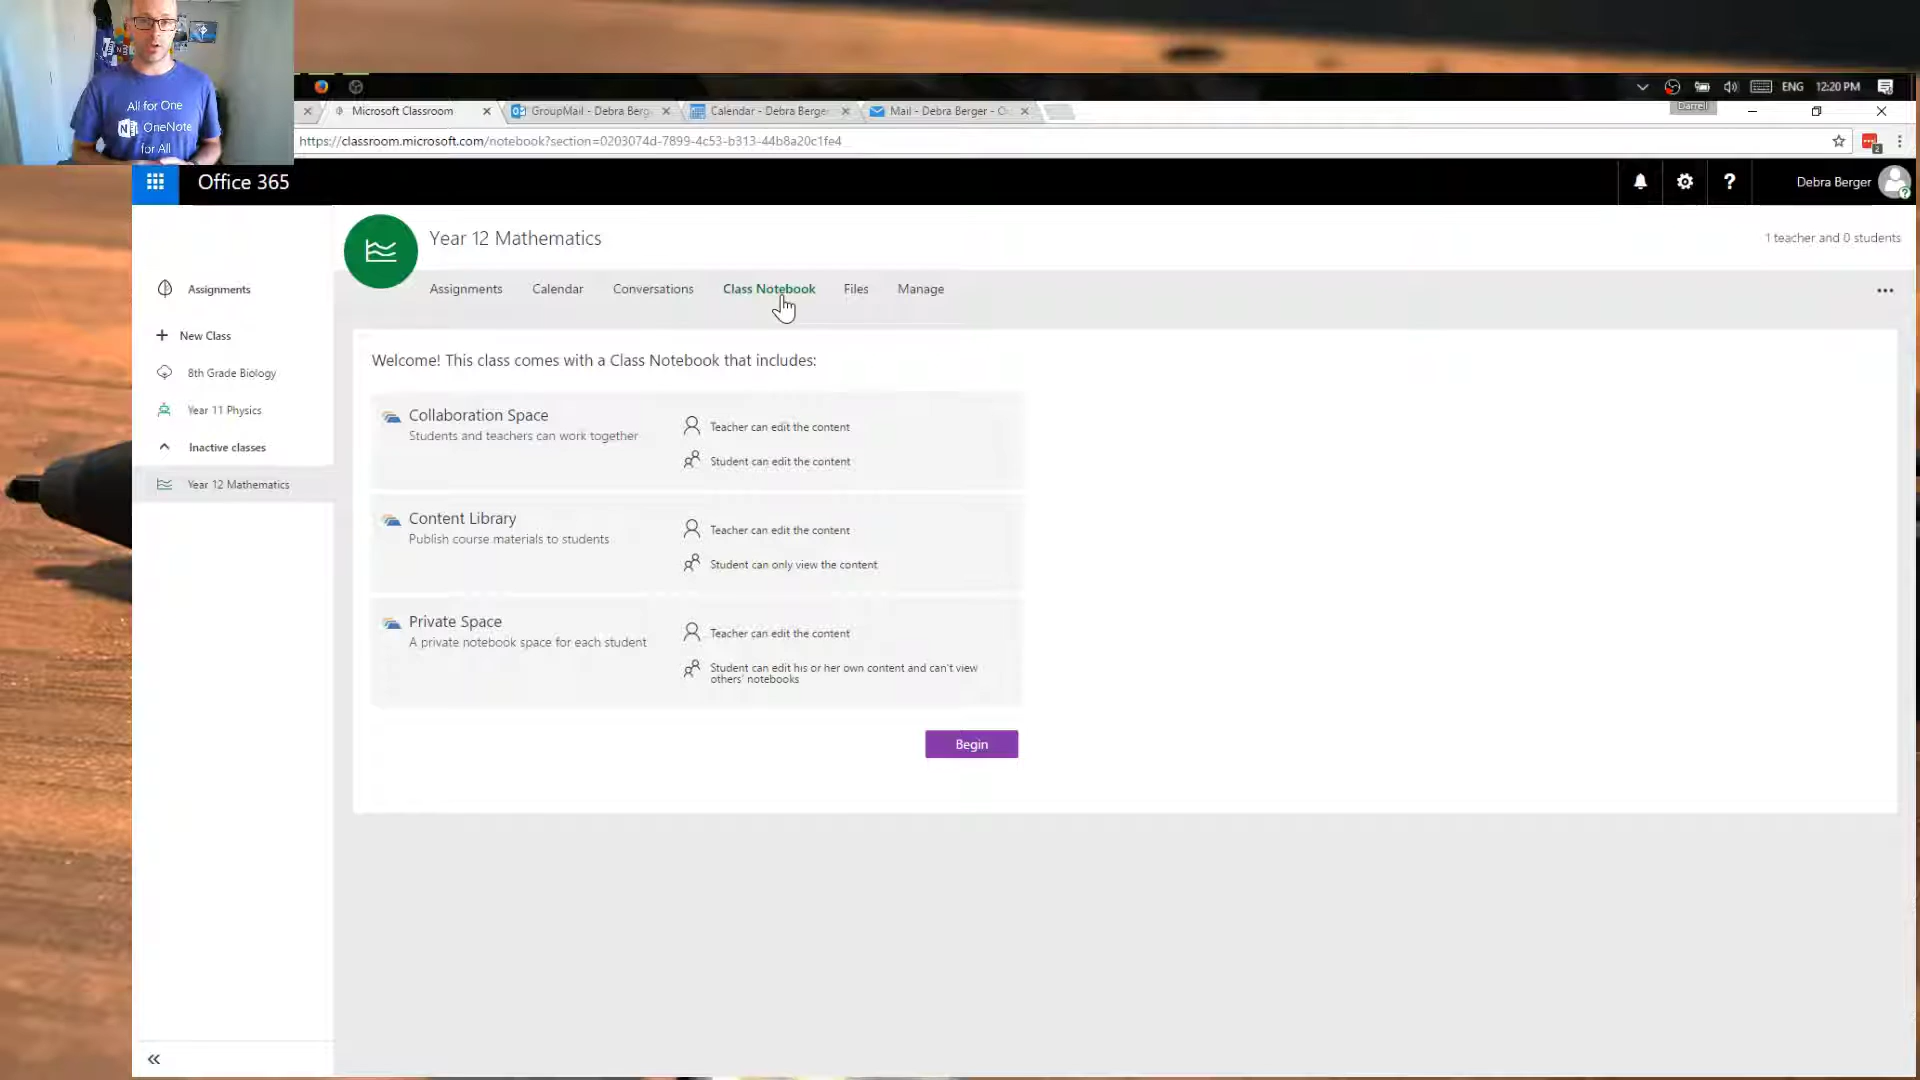 All for One
N OneNote
for All
ENG 12:20 PM
Darrell
Microsoft Classroom
GroupMail - Debra Berg
Calendar - Debra Berger
Mail - Debra Berger - O
https://classroom.microsoft.com/notebook?section=0203074d-7899-4c53-b313-44b8a20c1fe4
2
Office 365
? Debra Berger
Year 12 Mathematics
1 teacher and 0 students
Assignments
New Class
8th Grade Biology
Year 11 Physics
Inactive classes
Year 12 Mathematics
Assignments Calendar Conversations Class Notebook Files Manage
Welcome! This class comes with a Class Notebook that includes:
Collaboration Space
Students and teachers can work together
Teacher can edit the content
Student can edit the content
Content Library
Publish course materials to students
Teacher can edit the content
Student can only view the content
Private Space
A private notebook space for each student
Teacher can edit the content
Student can edit his or her own content and can't view
others' notebooks
Begin